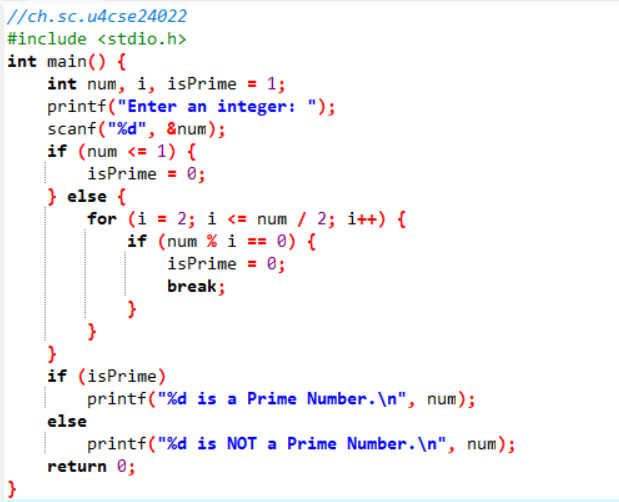 //ch.sc.u4cse24022
#include <stdio.h>
int main() {
    int num, i, isPrime = 1;
    printf("Enter an integer: ");
    scanf("%d", &num);
    if (num <= 1) {
        isPrime = 0;
    } else {
        for (i = 2; i <= num / 2; i++) {
            if (num % i == 0) {
                isPrime = 0;
                break;
            }
        }
    }
    if (isPrime)
        printf("%d is a Prime Number.\n", num);
    else
        printf("%d is NOT a Prime Number.\n", num);
    return 0;
}